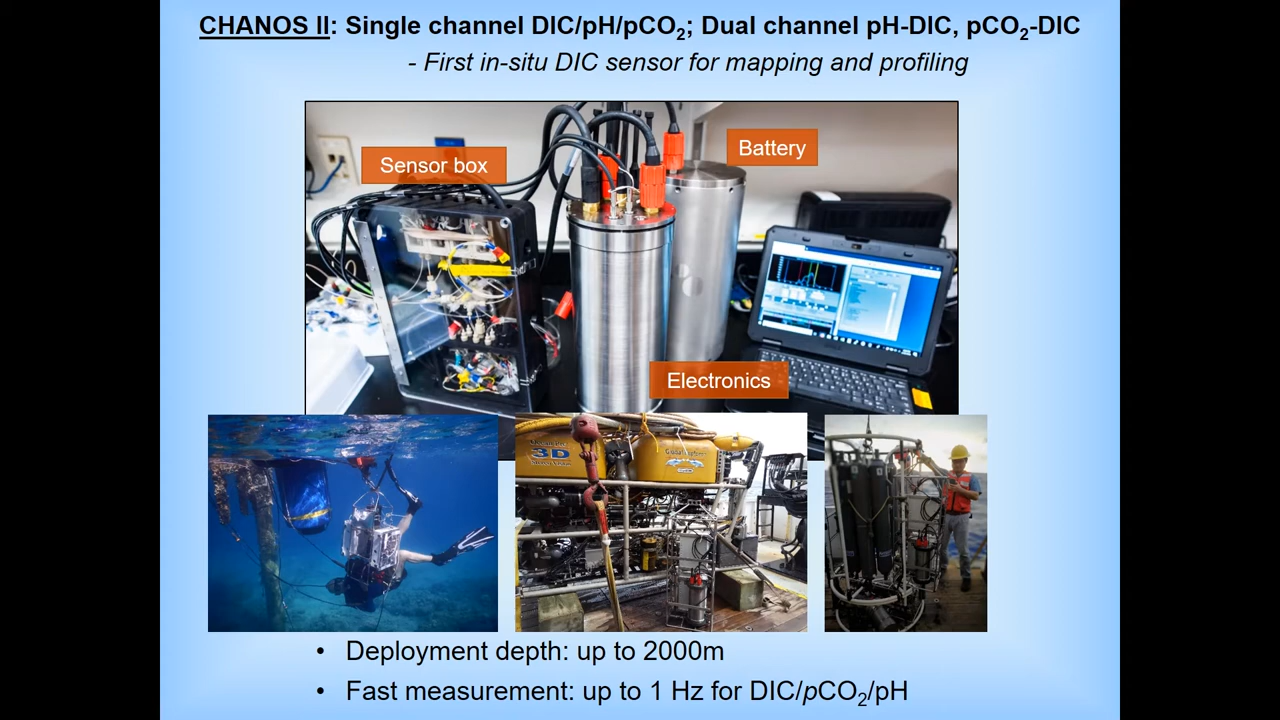 CHANOS II: Single channel DIC/pH/pCO₂; Dual channel pH-DIC, pCO₂-DIC
- First in-situ DIC sensor for mapping and profiling
Sensor box
Battery
Electronics
3D
• Deployment depth: up to 2000m
• Fast measurement: up to 1 Hz for DIC/pCO₂/pH